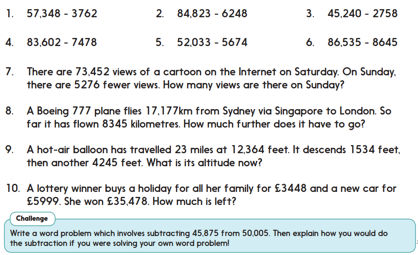 1. 57,348 - 3762 2. 84,823 - 6248 3. 45,240 - 2758
4. 83,602 - 7478 5. 52,033 - 5674 6. 86,535 - 8645
7. There are 73,452 views of a cartoon on the Internet on Saturday. On Sunday,
there are 5276 fewer views. How many views are there on Sunday?
8. A Boeing 777 plane flies 17,177km from Sydney via Singapore to London. So
far it has flown 8345 kilometres. How much further does it have to go?
9. A hot-air balloon has travelled 23 miles at 12,364 feet. It descends 1534 feet,
then another 4245 feet. What is its altitude now?
10. A lottery winner buys a holiday for all her family for £3448 and a new car for
£5999. She won £35,478. How much is left?
Challenge
Write a word problem which involves subtracting 45,875 from 50,005. Then explain how you would do
the subtraction if you were solving your own word problem!